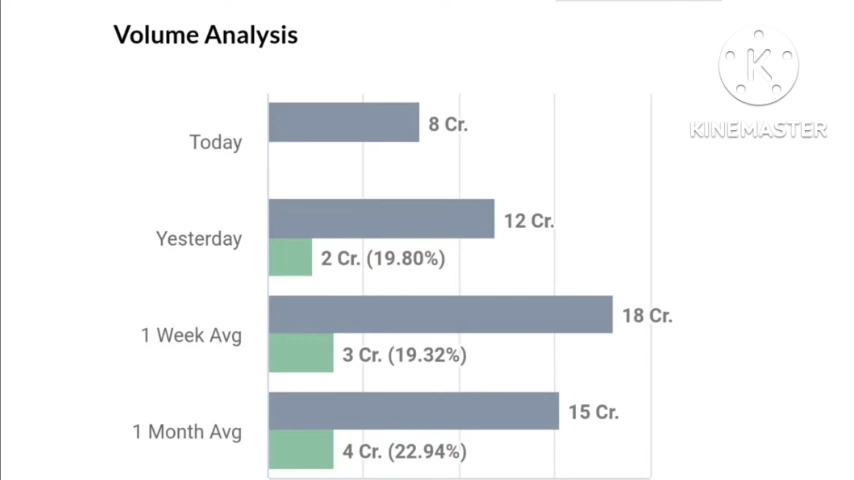 Volume Analysis
K
KINEMASTER
Today
8 Cr.
Yesterday
12 Cr.
2 Cr. (19.80%)
1 Week Avg
18 Cr.
3 Cr. (19.32%)
1 Month Avg
15 Cr.
4 Cr. (22.94%)